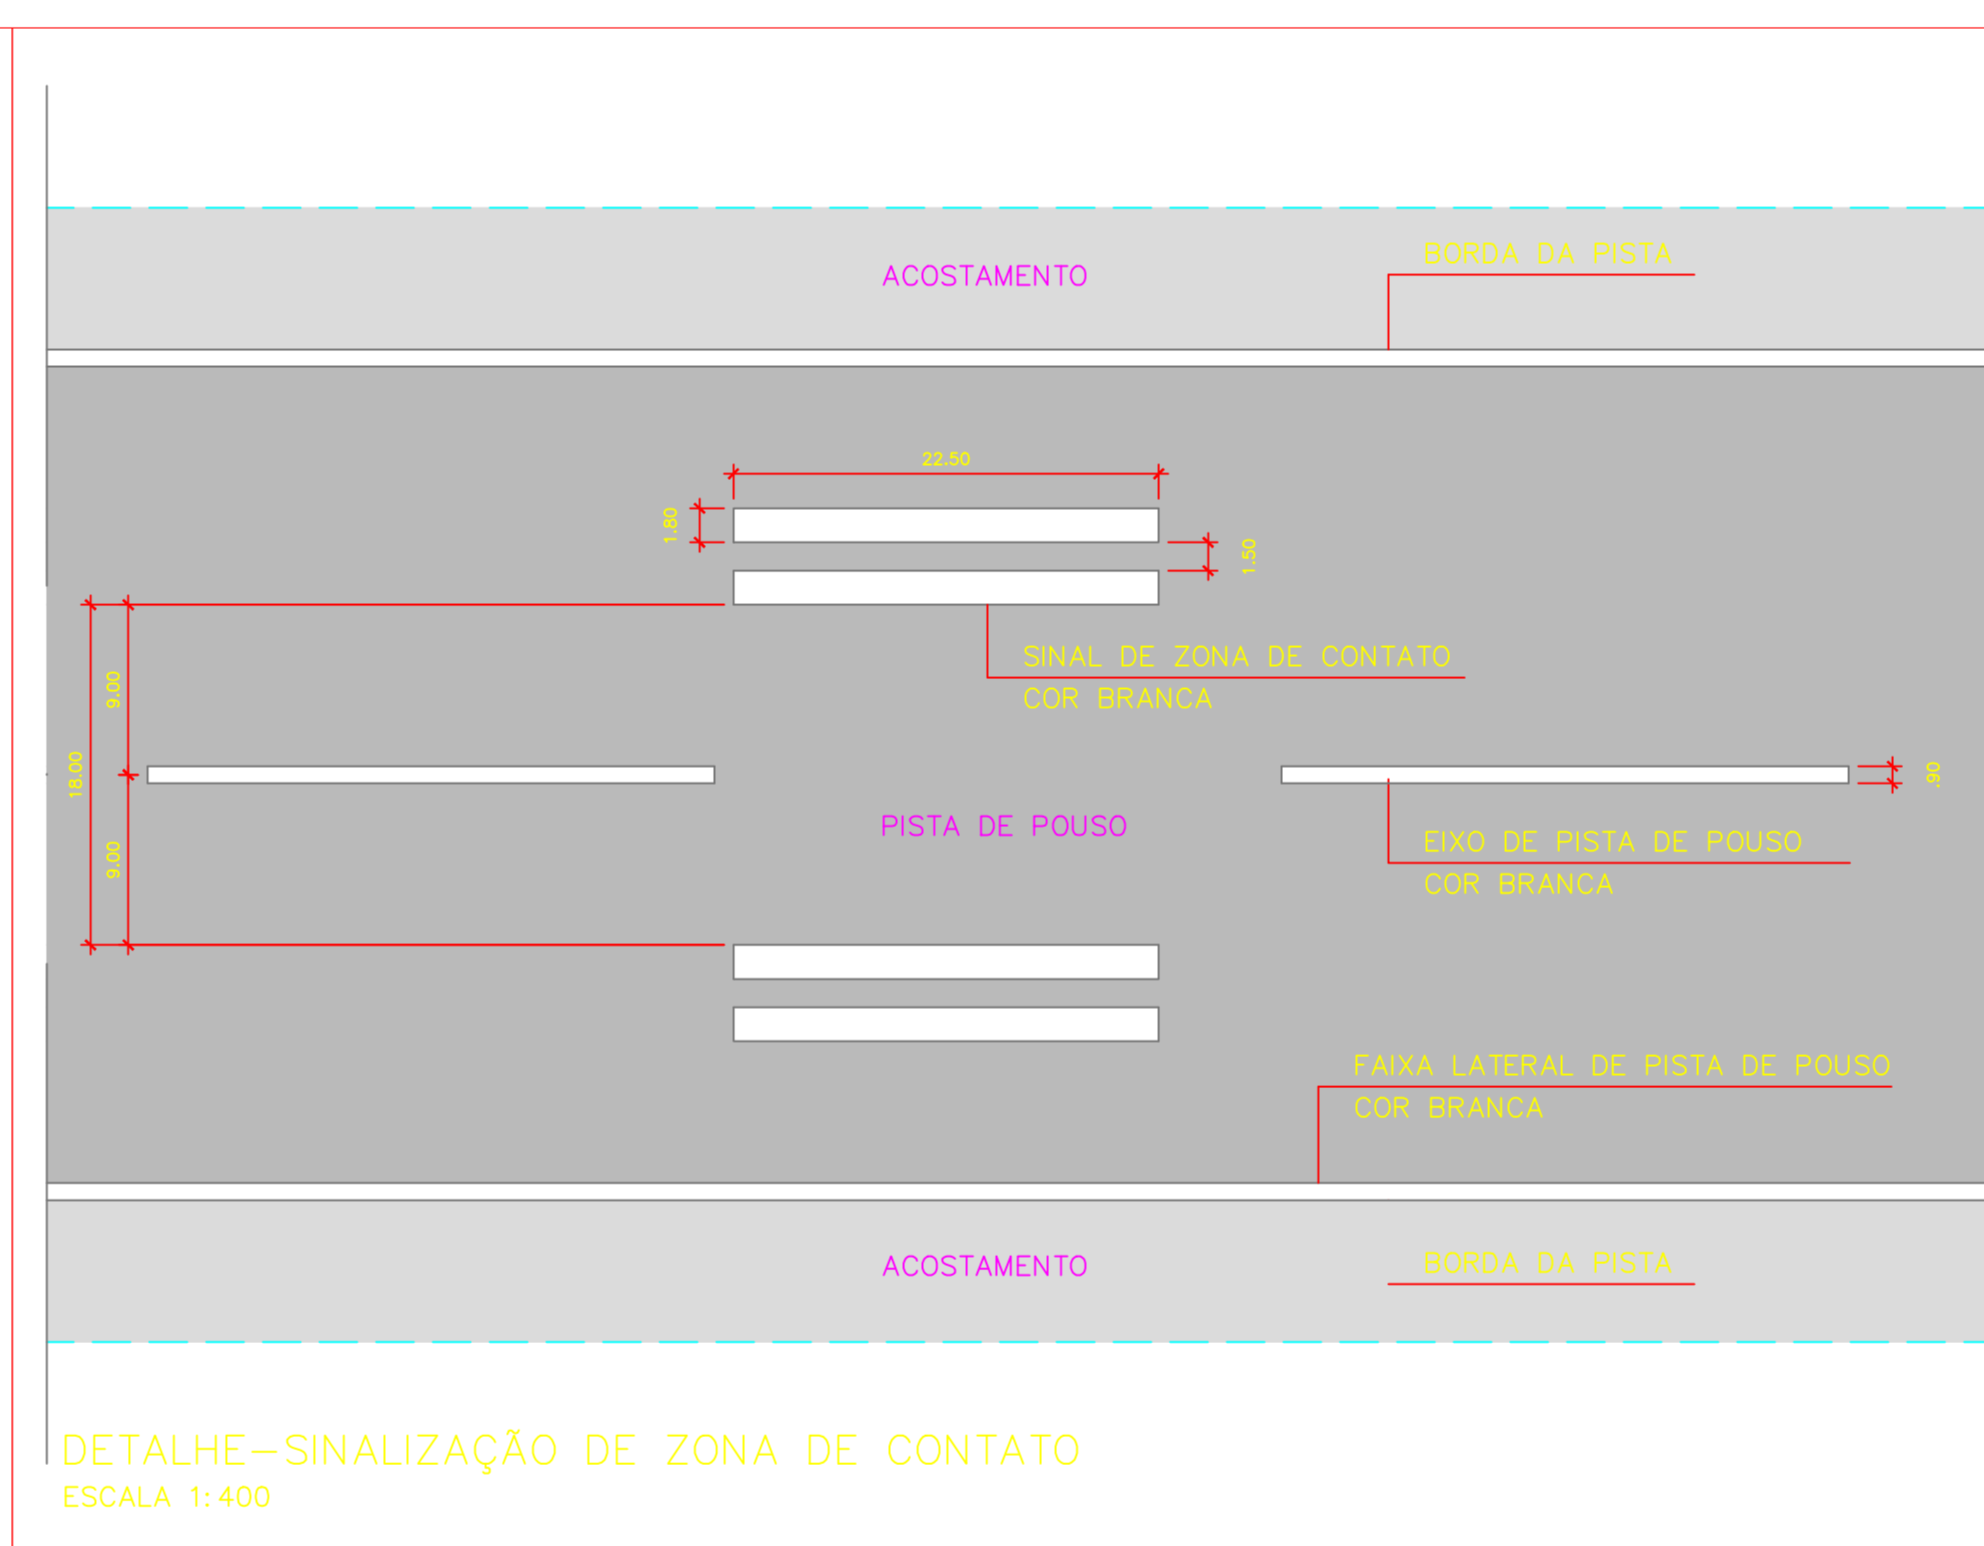 BORDA DA PISTA
ACOSTAMENTO
22.50
1.80
1.50
SINAL DE ZONA DE CONTATO
COR BRANCA
9.00
18.00
.90
PISTA DE POUSO
EIXO DE PISTA DE POUSO
COR BRANCA
9.00
FAIXA LATERAL DE PISTA DE POUSO
COR BRANCA
BORDA DA PISTA
ACOSTAMENTO
DETALHE-SINALIZAÇÃO DE ZONA DE CONTATO
ESCALA 1:400